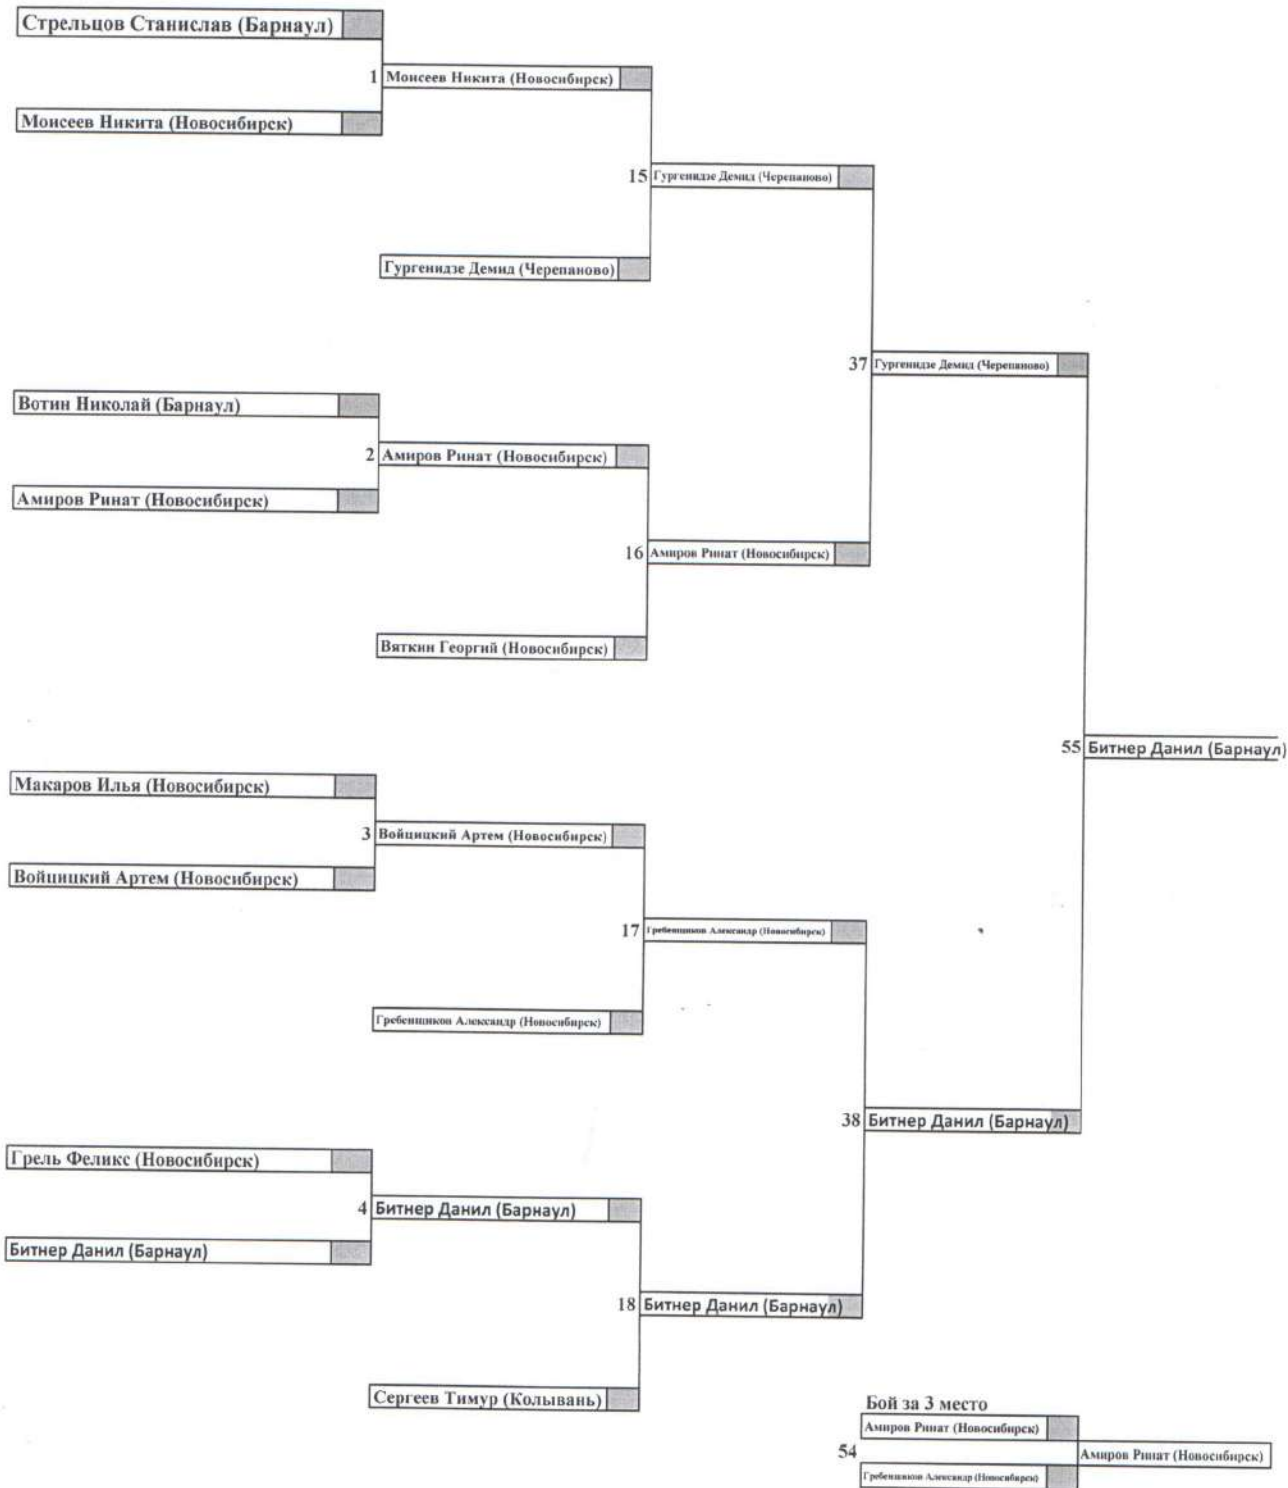 Стрельцов Станислав (Барнаул)
1 Моисеев Никита (Новосибирск)
Моисеев Никита (Новосибирск)
15 Гургенидзе Демид (Черепаново)
Гургенидзе Демид (Черепаново)
37 Гургенидзе Демид (Черепаново)
Вотин Николай (Барнаул)
2 Амиров Ринат (Новосибирск)
Амиров Ринат (Новосибирск)
16 Амиров Ринат (Новосибирск)
Вяткин Георгий (Новосибирск)
55 Битнер Данил (Барнаул)
Макаров Илья (Новосибирск)
3 Войцицкий Артем (Новосибирск)
Войцицкий Артем (Новосибирск)
17 Гребенщиков Александр (Новосибирск)
Гребенщиков Александр (Новосибирск)
38 Битнер Данил (Барнаул)
Грель Феликс (Новосибирск)
4 Битнер Данил (Барнаул)
Битнер Данил (Барнаул)
18 Битнер Данил (Барнаул)
Сергеев Тимур (Колывань)
Бой за 3 место
Амиров Ринат (Новосибирск)
54 Амиров Ринат (Новосибирск)
Гребенщиков Александр (Новосибирск)